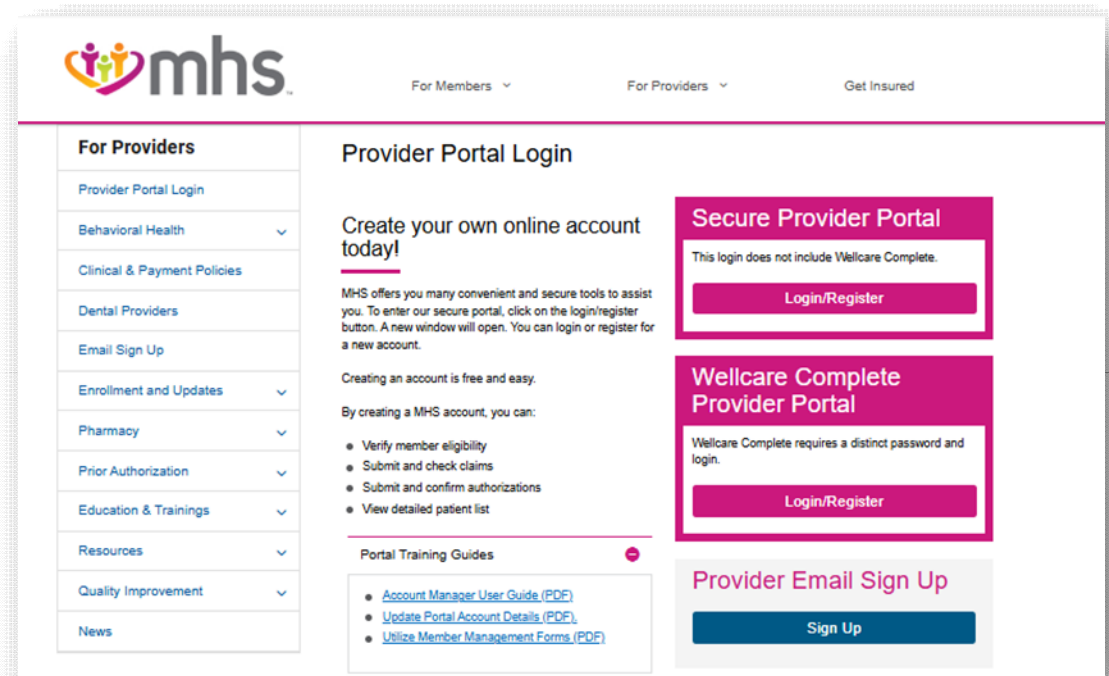 mhs
For Members
For Providers
Get Insured
For Providers
Provider Portal Login
Behavioral Health
Clinical & Payment Policies
Dental Providers
Email Sign Up
Enrollment and Updates
Pharmacy
Prior Authorization
Education & Trainings
Resources
Quality Improvement
News
Provider Portal Login
Create your own online account
today!
MHS offers you many convenient and secure tools to assist
you. To enter our secure portal, click on the login/register
button. A new window will open. You can login or register for
a new account.
Creating an account is free and easy.
By creating a MHS account, you can:
Verify member eligibility
Submit and check claims
Submit and confirm authorizations
View detailed patient list
Portal Training Guides
Account Manager User Guide (PDF)
Update Portal Account Details (PDF).
Utilize Member Management Forms (PDF)
Secure Provider Portal
This login does not include Wellcare Complete.
Login/Register
Wellcare Complete
Provider Portal
Wellcare Complete requires a distinct password and
login.
Login/Register
Provider Email Sign Up
Sign Up